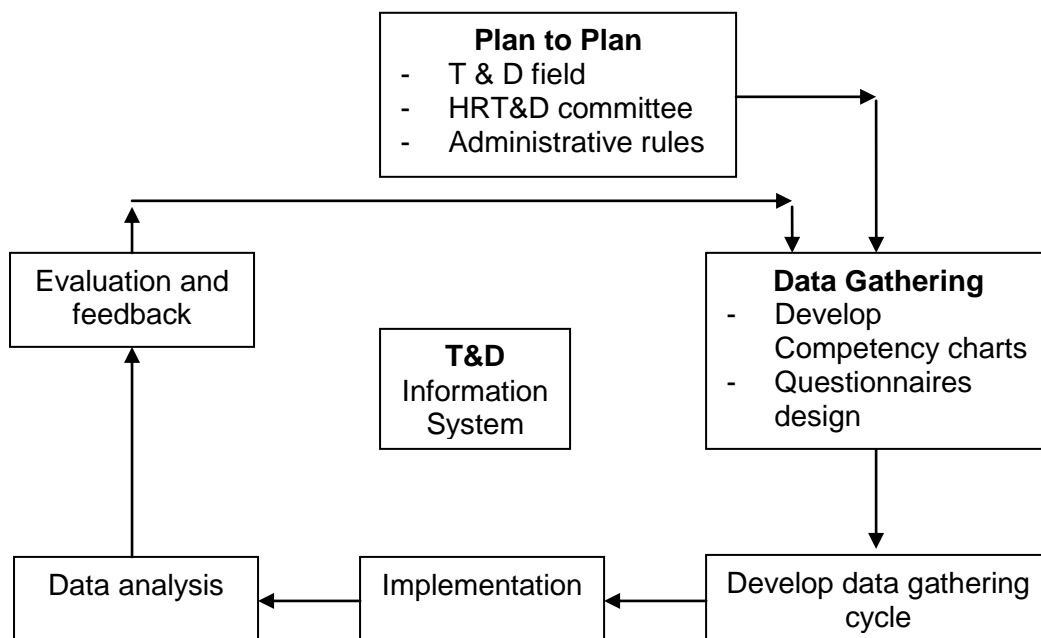 Plan to Plan
- T & D field
- HRT&D committee
- Administrative rules
Evaluation and
feedback
T&D
Information
System
Data Gathering
- Develop
Competency charts
- Questionnaires
design
Data analysis
Implementation
Develop data gathering
cycle